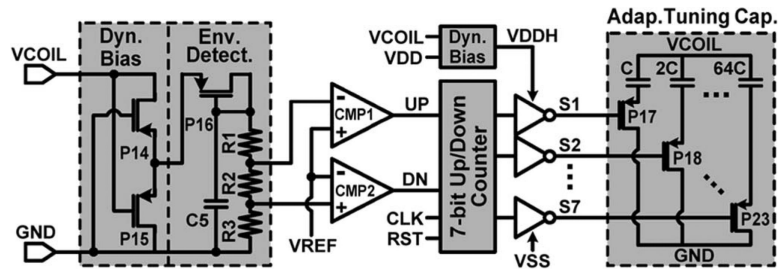 Dyn. Bias
Env. Detect.
VCOIL
GND
P14
P15
P16
C5
R1
R2
R3
CMP1
CMP2
-
+
-
+
VREF
UP
DN
CLK
RST
7-bit Up/Down Counter
VCOIL
VDD
Dyn. Bias
VDDH
VSS
S1
S2
S7
Adap.Tuning Cap.
VCOIL
C
2C
64C
P17
P18
P23
GND